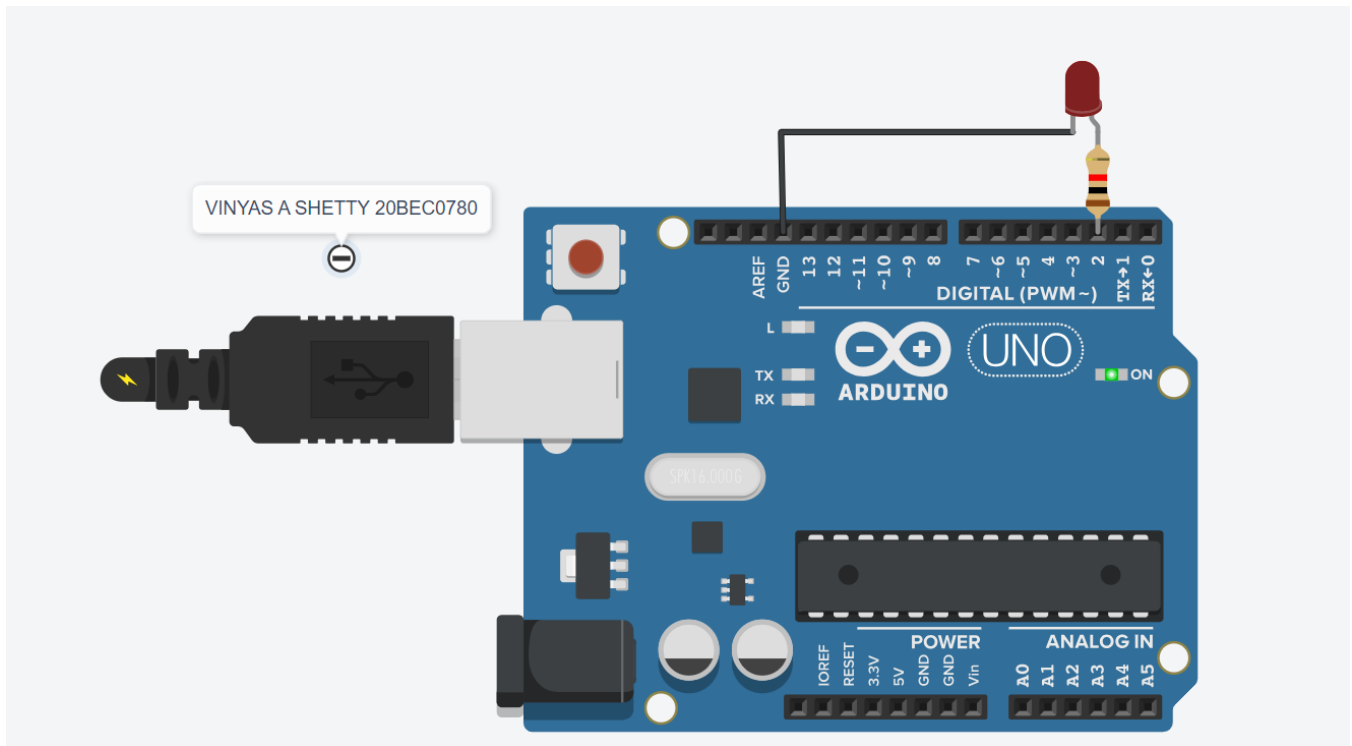 VINYAS A SHETTY 20BEC0780
AREF
GND
13
12
~11
~10
~9
8
7
~6
~5
4
~3
2
TX→1
RX←0
DIGITAL (PWM~)
L
TX
RX
ARDUINO
UNO
ON
SPK16.000G
POWER
ANALOG IN
IOREF
RESET
3.3V
5V
GND
GND
Vin
A0
A1
A2
A3
A4
A5